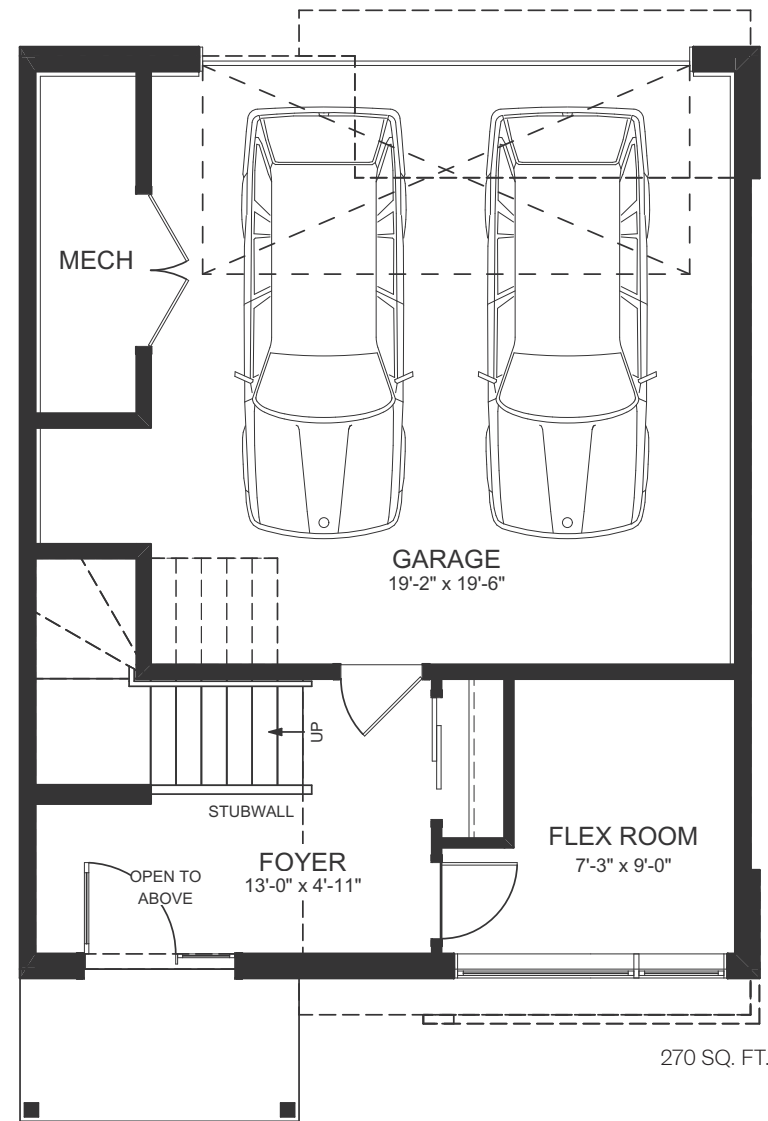 MECH
GARAGE
19'-2" x 19'-6"
UP
STUBWALL
FOYER
13'-0" x 4'-11"
OPEN TO
ABOVE
FLEX ROOM
7'-3" x 9'-0"
270 SQ. FT.